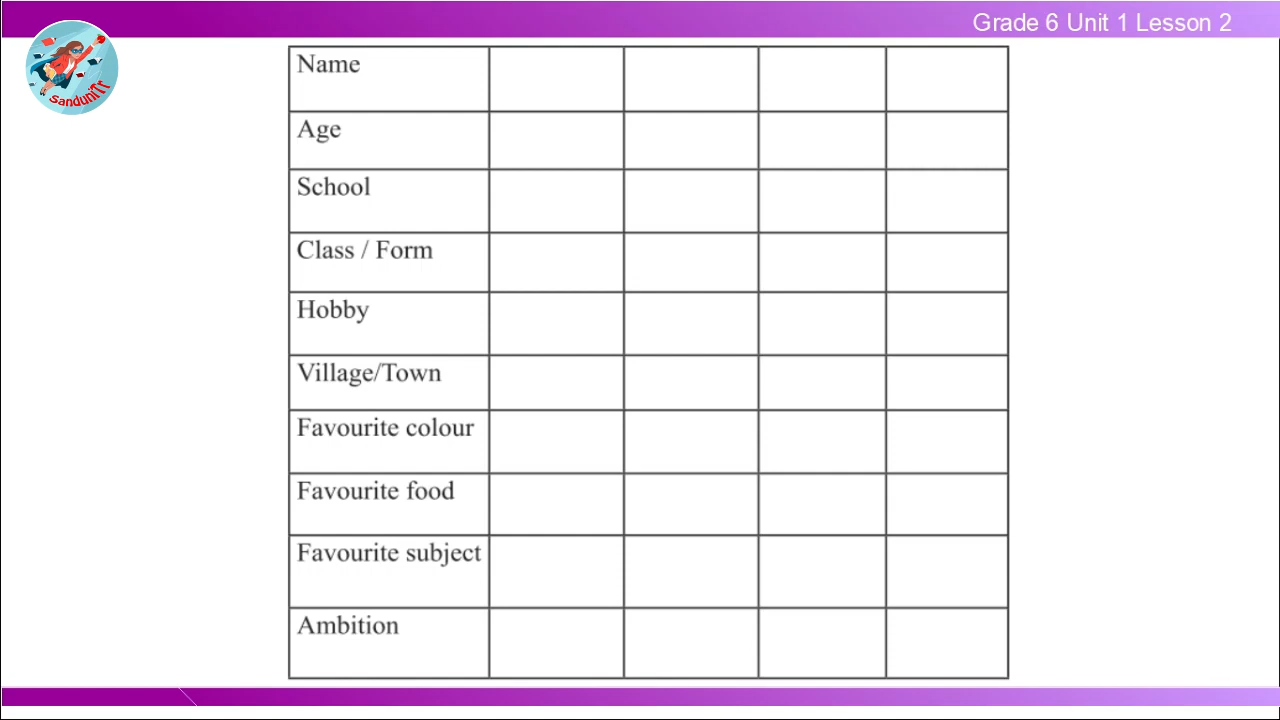 Grade 6 Unit 1 Lesson 2
SanduniTr
Name
Age
School
Class / Form
Hobby
Village/Town
Favourite colour
Favourite food
Favourite subject
Ambition